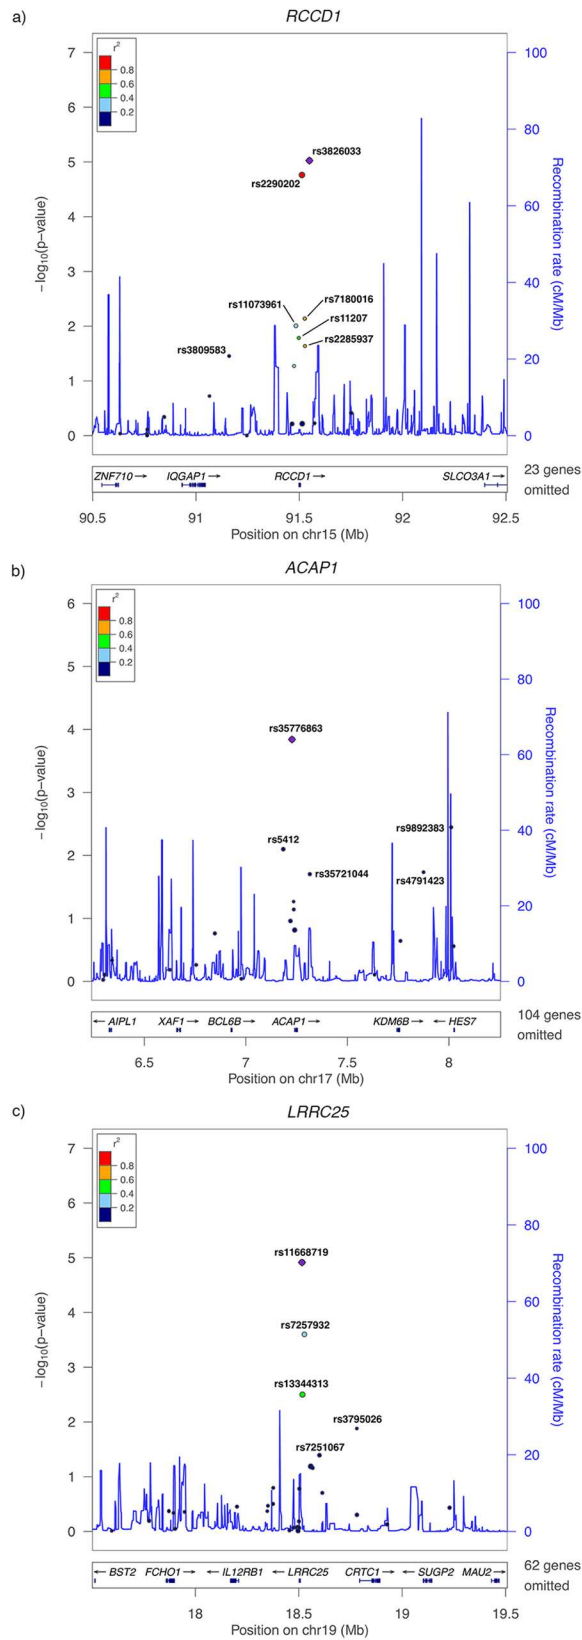 a)
RCCD1
r²
0.8
0.6
0.4
0.2
7
6
5
4
3
2
1
0
−log10(p−value)
100
80
60
40
20
0
Recombination rate (cM/Mb)
rs3826033
rs2290202
rs11073961
rs7180016
rs11207
rs2285937
rs3809583
ZNF710 → IQGAP1 → RCCD1 → SLCO3A1 →
23 genes
omitted
90.5 91 91.5 92 92.5
Position on chr15 (Mb)
b)
ACAP1
r²
0.8
0.6
0.4
0.2
6
5
4
3
2
1
0
−log10(p−value)
100
80
60
40
20
0
Recombination rate (cM/Mb)
rs35776863
rs9892383
rs5412
rs35721044
rs4791423
← AIPL1 XAF1 → BCL6B → ACAP1 → KDM6B → ← HES7
104 genes
omitted
6.5 7 7.5 8
Position on chr17 (Mb)
c)
LRRC25
r²
0.8
0.6
0.4
0.2
7
6
5
4
3
2
1
0
−log10(p−value)
100
80
60
40
20
0
Recombination rate (cM/Mb)
rs11668719
rs7257932
rs13344313
rs3795026
rs7251067
← BST2 FCHO1 → ← IL12RB1 ← LRRC25 CRTC1 → ← SUGP2 MAU2 →
62 genes
omitted
18 18.5 19 19.5
Position on chr19 (Mb)